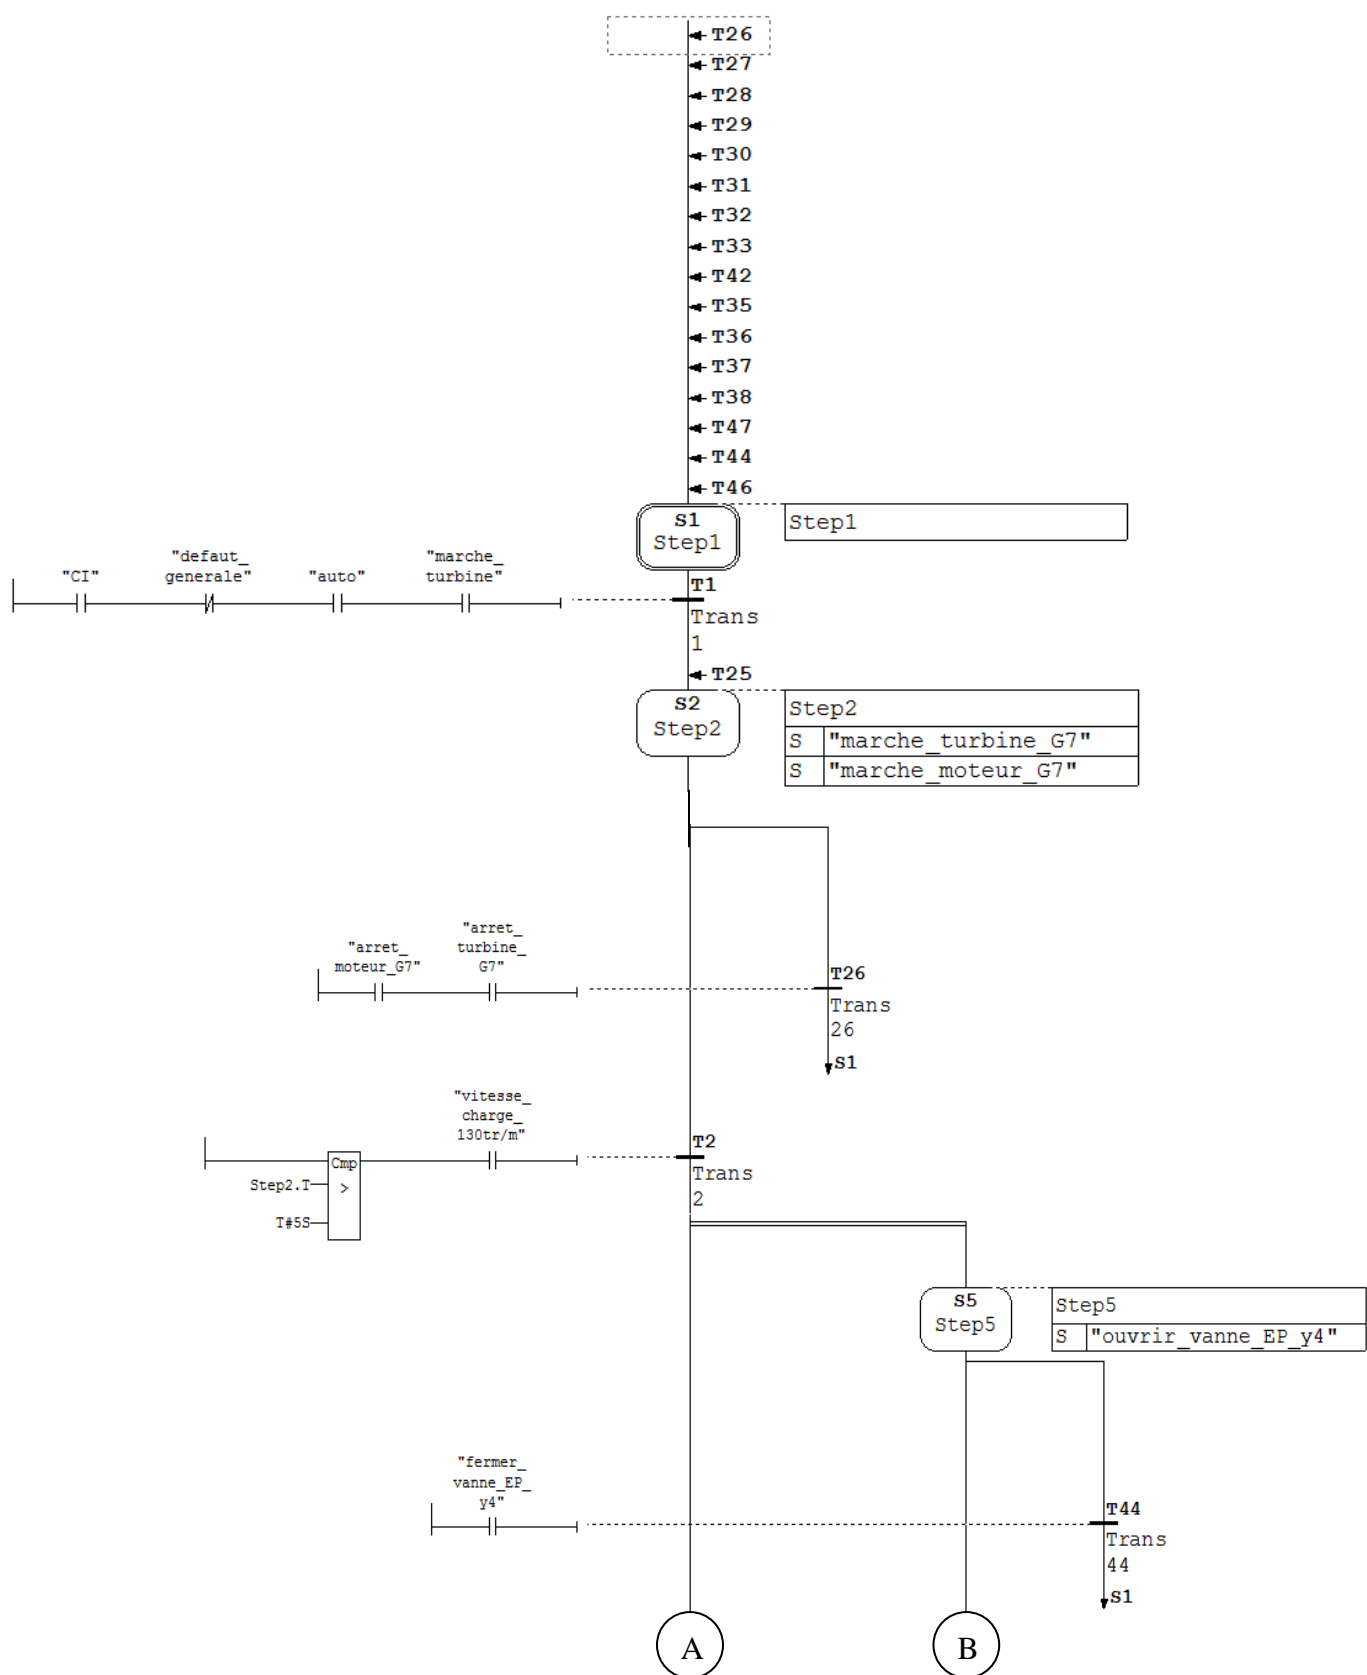 T26
T27
T28
T29
T30
T31
T32
T33
T42
T35
T36
T37
T38
T47
T44
T46
S1
Step1
Step1
"CI"
"defaut_
generale"
"auto"
"marche_
turbine"
T1
Trans
1
T25
S2
Step2
Step2
S "marche_turbine_G7"
S "marche_moteur_G7"
"arret_
moteur_G7"
"arret_
turbine_
G7"
T26
Trans
26
S1
"vitesse_
charge_
130tr/m"
Cmp
>
Step2.T
T#5S
T2
Trans
2
S5
Step5
Step5
S "ouvrir_vanne_EP_y4"
"fermer_
vanne_EP_
y4"
T44
Trans
44
S1
A
B